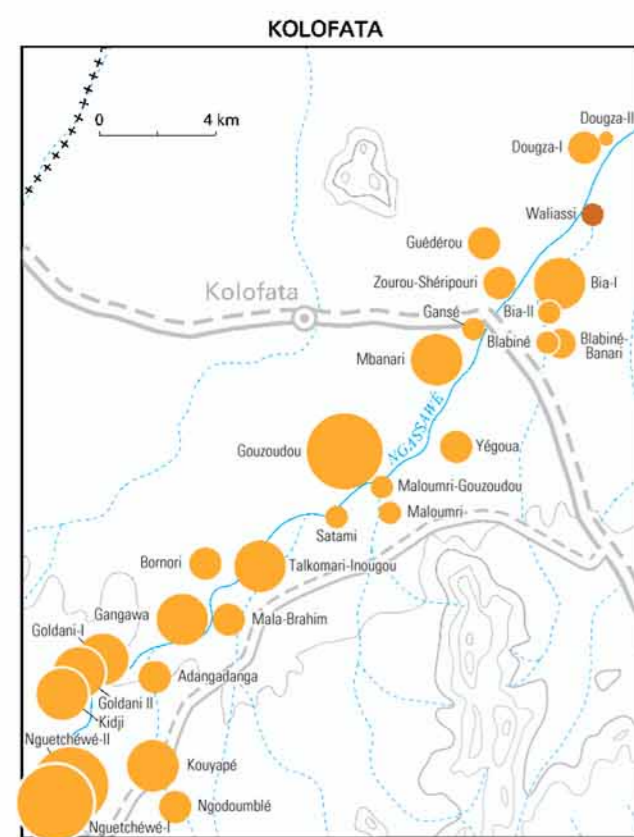 KOLOFATA
0 4 km
Dougza-II
Dougza-I
Waliassi
Guédérou
Zourou-Shéripouri
Bia-I
Kolofata
Gansé
Bia-II
Blabiné
Blabiné-
Banari
Mbanari
NGASSAWÉ
Gouzoudou
Yégoua
Maloumri-Gouzoudou
Maloumri
Satami
Bornori
Talkomari-Inougou
Gangawa
Mala-Brahim
Goldani-I
Adangadanga
Goldani II
Kidji
Nguetchéwé-II
Kouyapé
Ngodoumblé
Nguetchéwé-I